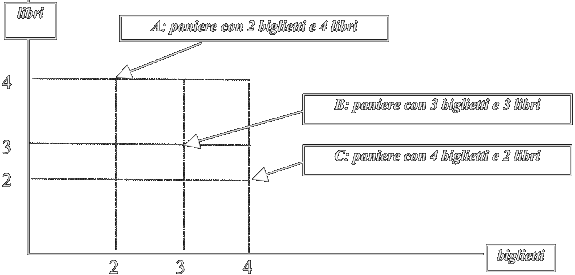 libri
A: paniere con 2 biglietti e 4 libri
4
B: paniere con 3 biglietti e 3 libri
3
C: paniere con 4 biglietti e 2 libri
2
biglietti
2 3 4